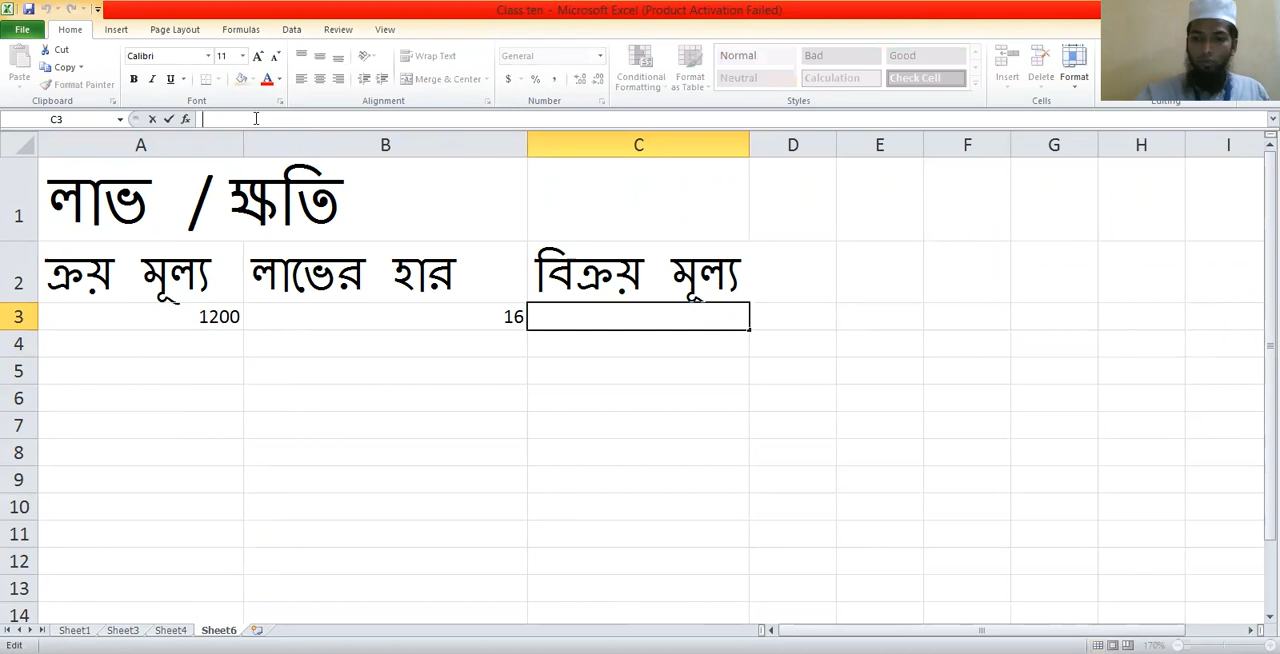 Class ten - Microsoft Excel (Product Activation Failed)
File Home Insert Page Layout Formulas Data Review View
Paste Cut Copy Format Painter Clipboard
Calibri 11 A A B I U A Font
Wrap Text Merge & Center Alignment
General $ % , Number
Conditional Formatting Format as Table
Normal Bad Good
Neutral Calculation Check Cell
Styles
Insert Delete Format
Cells Editing
C3 fx
A B C D E F G H I
1 লাভ / ক্ষতি
2 ক্রয় মূল্য লাভের হার বিক্রয় মূল্য
3 1200 16
4
5
6
7
8
9
10
11
12
13
14
Sheet1 Sheet3 Sheet4 Sheet6
Edit 170%